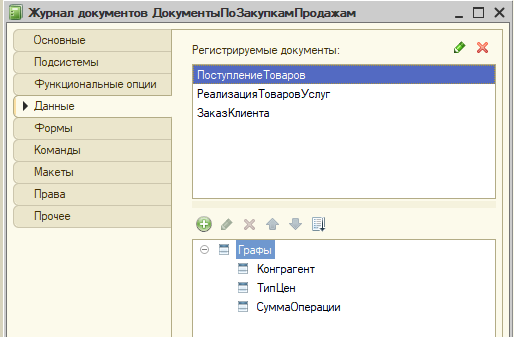 Журнал документов ДокументыПоЗакупкамПродажам
Основные
Подсистемы
Функциональные опции
Данные
Формы
Команды
Макеты
Права
Прочее
Регистрируемые документы:
ПоступлениеТоваров
РеализацияТоваровУслуг
ЗаказКлиента
Графы
Конграгент
ТипЦен
СуммаОперации